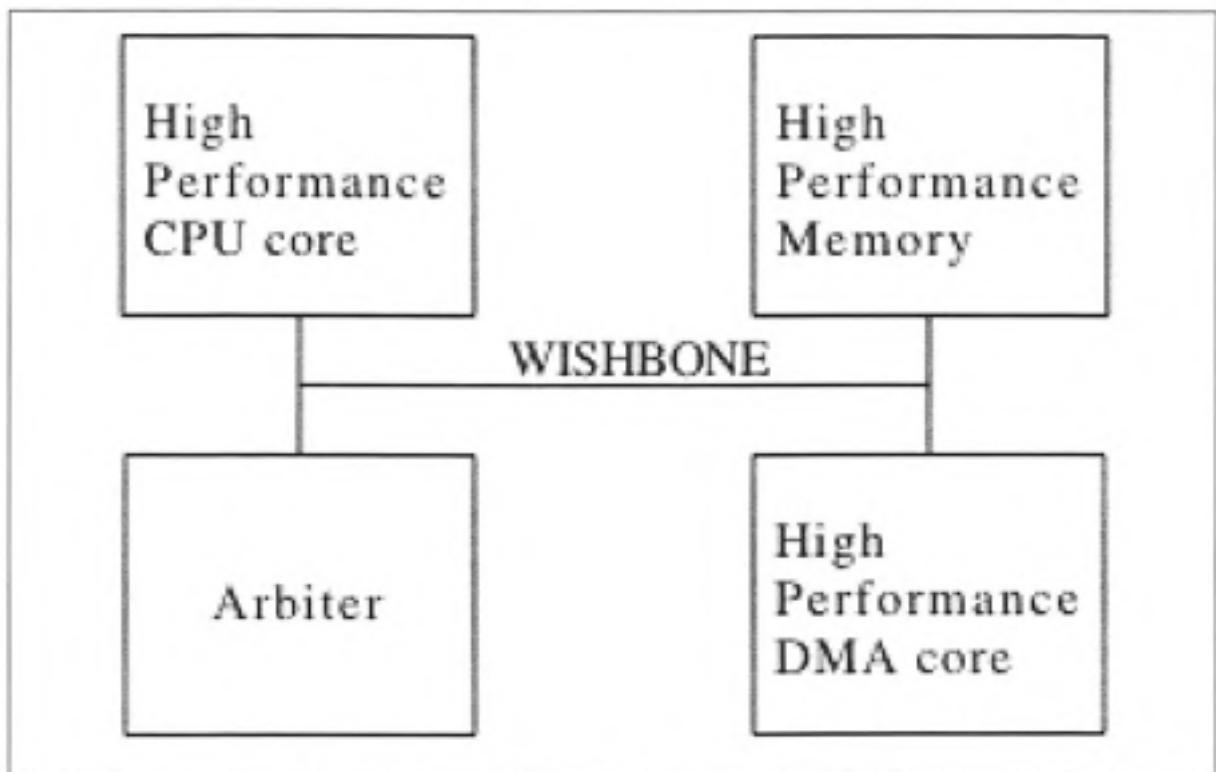 High
Performance
CPU core
High
Performance
Memory
WISHBONE
Arbiter
High
Performance
DMA core